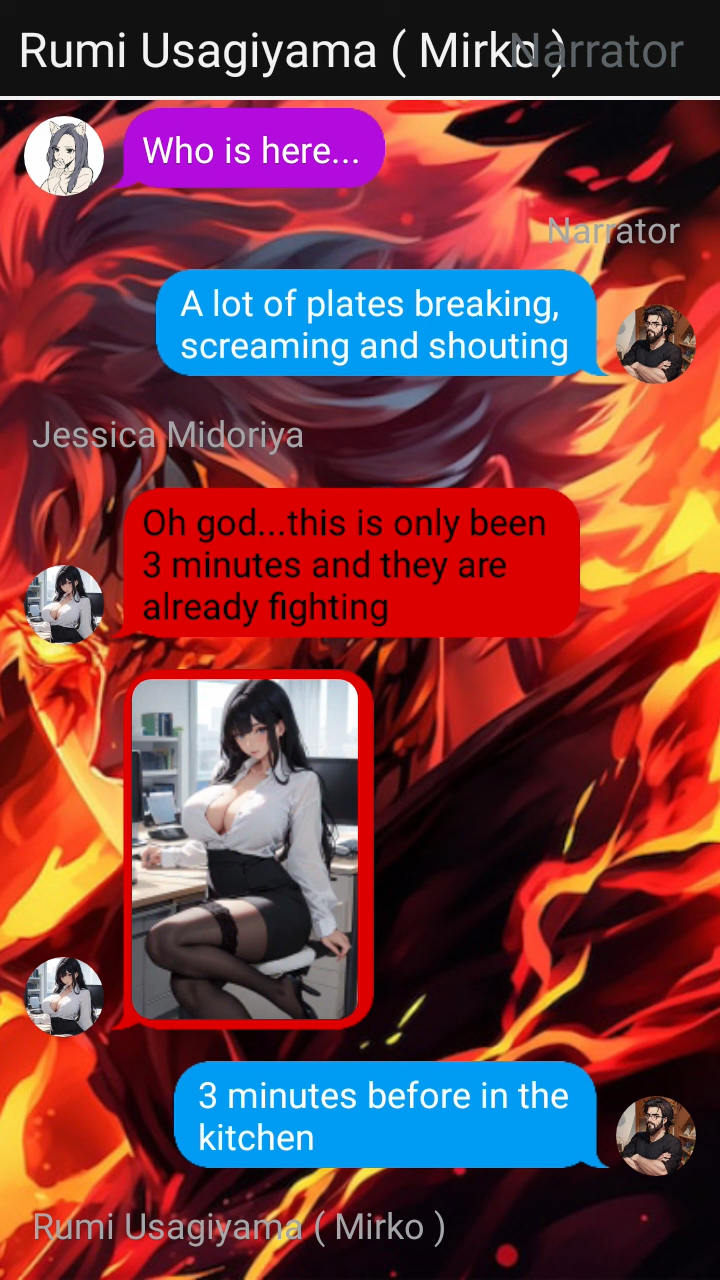 Rumi Usagiyama ( Mirko )
Narrator
Who is here...
Narrator
A lot of plates breaking,
screaming and shouting
Jessica Midoriya
Oh god...this is only been
3 minutes and they are
already fighting
3 minutes before in the
kitchen
Rumi Usagiyama ( Mirko )